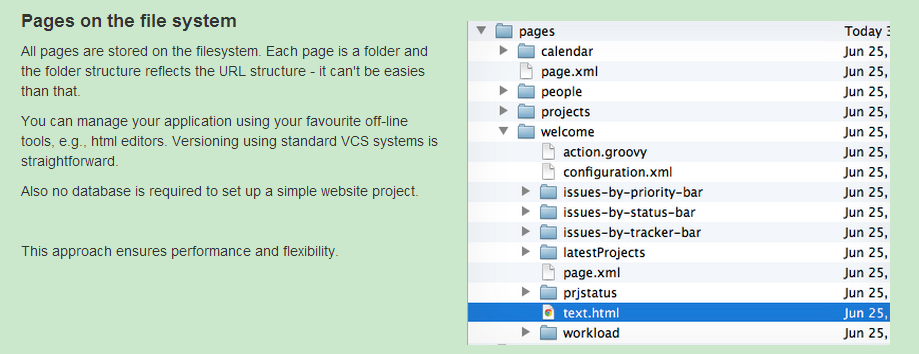 Pages on the file system
All pages are stored on the filesystem. Each page is a folder and
the folder structure reflects the URL structure - it can't be easies
than that.
You can manage your application using your favourite off-line
tools, e.g., html editors. Versioning using standard VCS systems is
straightforward.
Also no database is required to set up a simple website project.
This approach ensures performance and flexibility.
pages Today 3
calendar Jun 25,
page.xml Jun 25,
people Jun 25,
projects Jun 25,
welcome Jun 25,
action.groovy Jun 25,
configuration.xml Jun 25,
issues-by-priority-bar Jun 25,
issues-by-status-bar Jun 25,
issues-by-tracker-bar Jun 25,
latestProjects Jun 25,
page.xml Jun 25,
prjstatus Jun 25,
text.html Jun 25,
workload Jun 25,